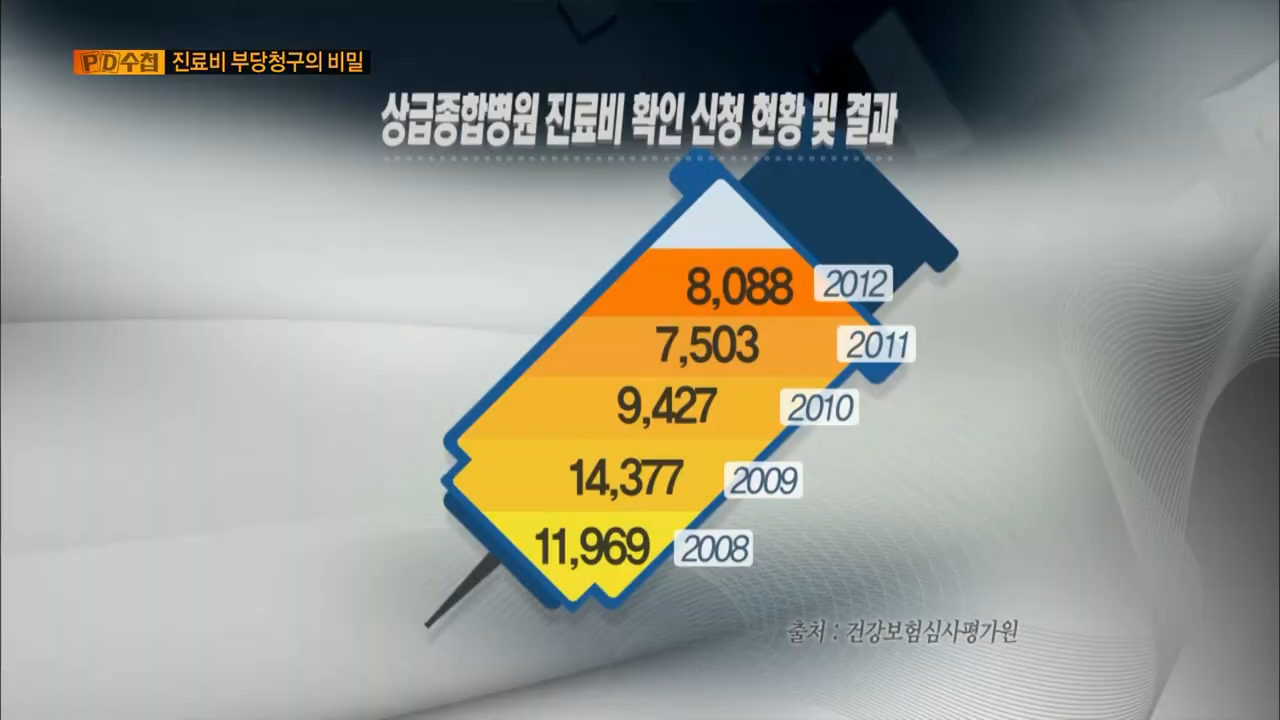 PD수첩 진료비 부당청구의 비밀
상급종합병원 진료비 확인 신청 현황 및 결과
8,088 2012
7,503 2011
9,427 2010
14,377 2009
11,969 2008
출처 : 건강보험심사평가원